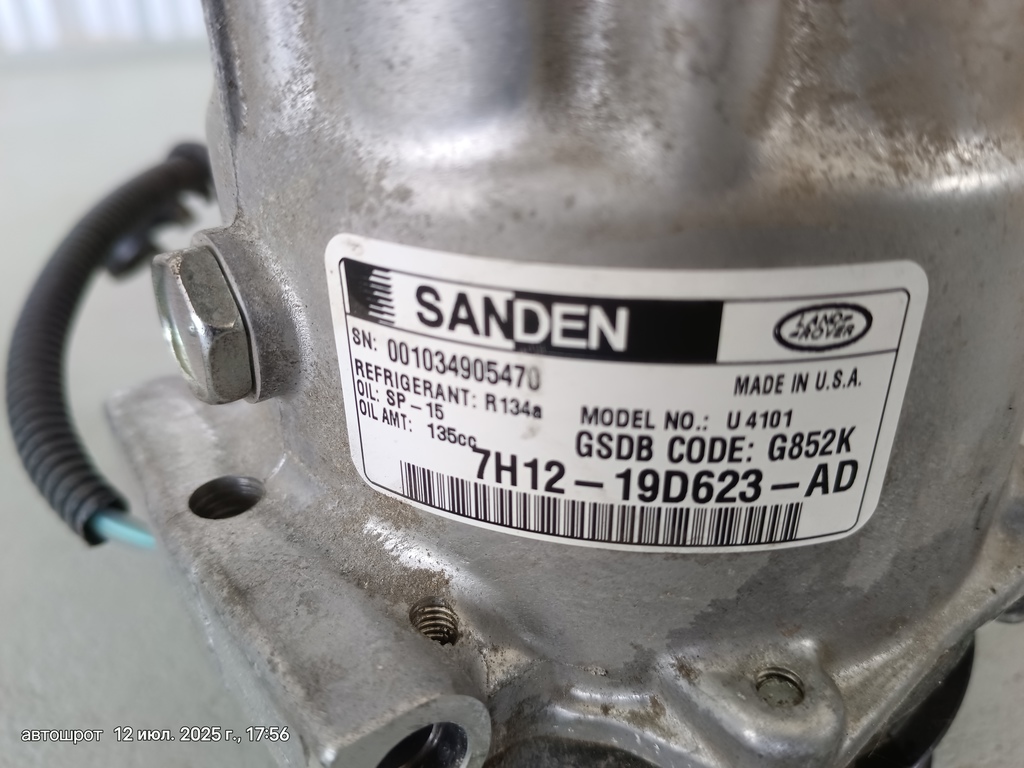 SANDEN
LAND ROVER
SN: 001034905470
MADE IN U.S.A.
REFRIGERANT: R134a
OIL: SP-15
MODEL NO.: U4101
OIL AMT: 135cc
GSDB CODE: G852K
7H12-19D623-AD
автошрот 12 июл. 2025 г., 17:56